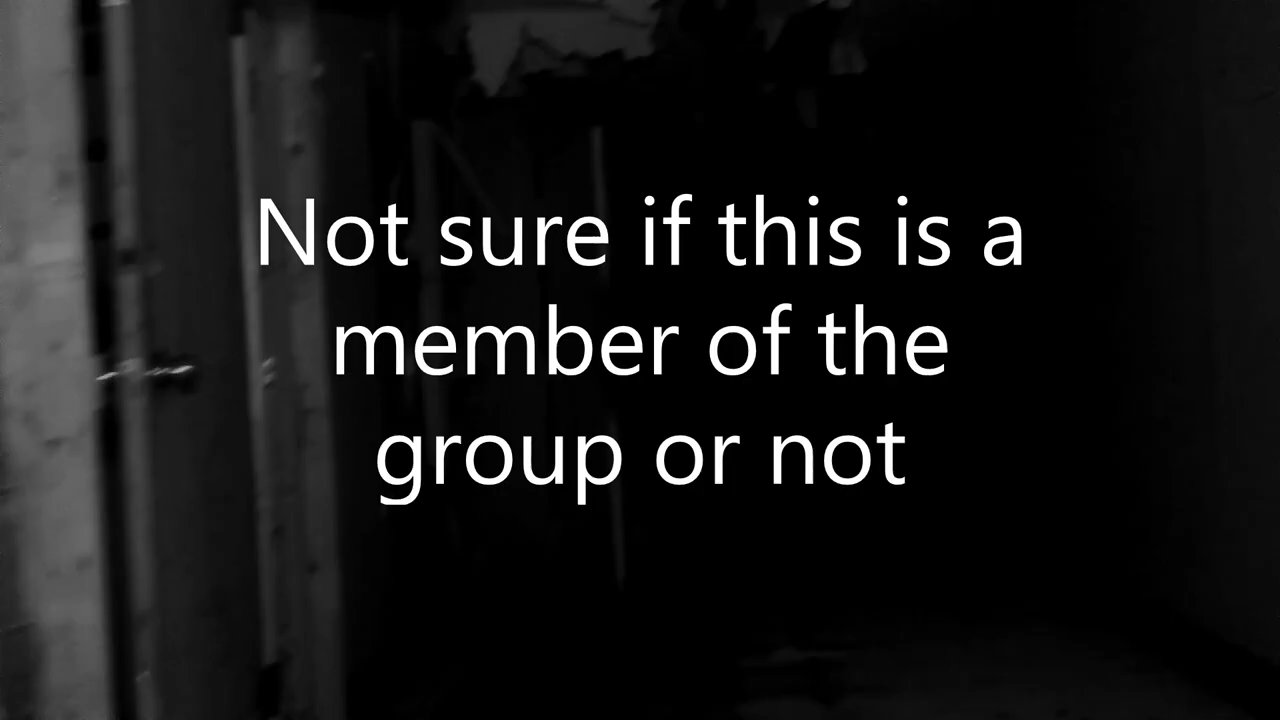 Not sure if this is a
member of the
group or not